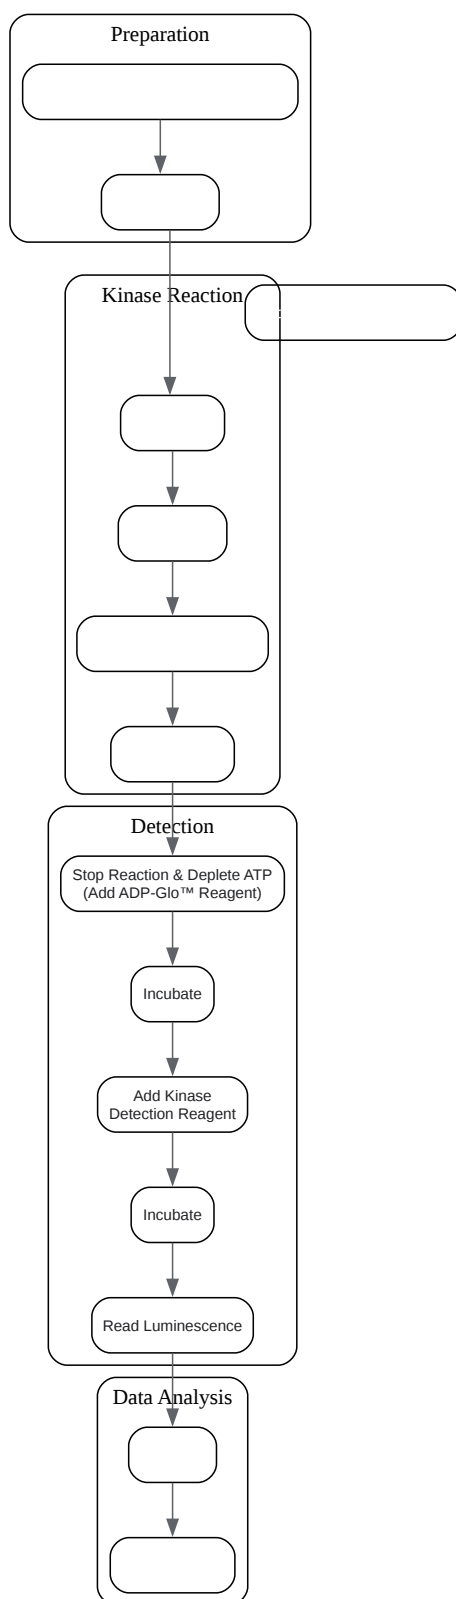 Preparation
Kinase Reaction
Detection
Stop Reaction & Deplete ATP
(Add ADP-Glo™ Reagent)
Incubate
Add Kinase
Detection Reagent
Incubate
Read Luminescence
Data Analysis